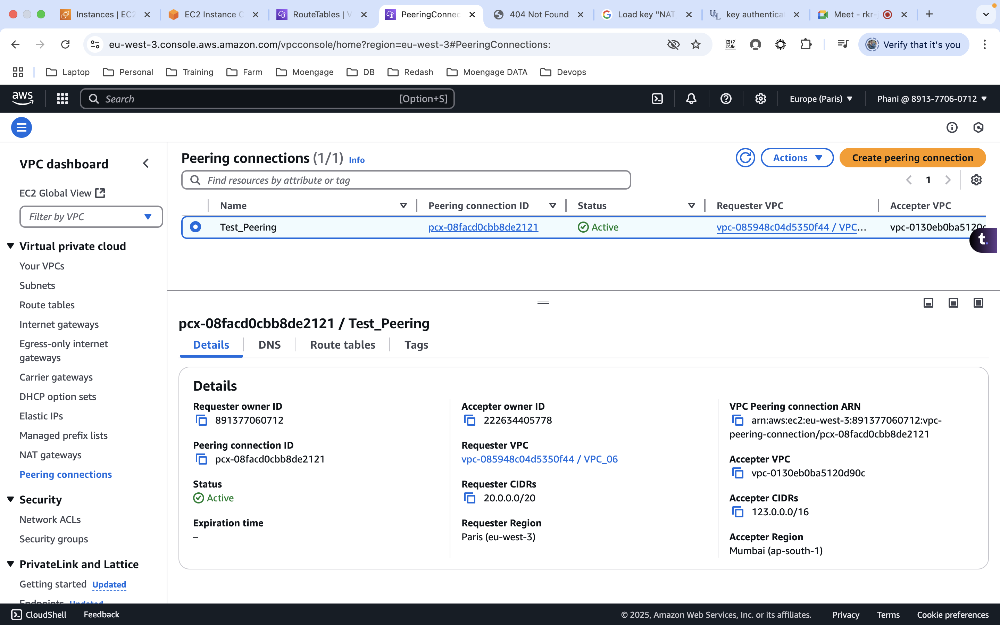 Instances | EC2
EC2 Instance C
RouteTables | V
PeeringConnec
404 Not Found
Load key "NAT_
key authentica
Meet - rkr-j
eu-west-3.console.aws.amazon.com/vpcconsole/home?region=eu-west-3#PeeringConnections:
Verify that it's you
Laptop
Personal
Training
Farm
Moengage
DB
Redash
Moengage DATA
Devops
aws
Search
[Option+S]
Europe (Paris)
Phani @ 8913-7706-0712
VPC dashboard
EC2 Global View
Filter by VPC
Virtual private cloud
Your VPCs
Subnets
Route tables
Internet gateways
Egress-only internet
gateways
Carrier gateways
DHCP option sets
Elastic IPs
Managed prefix lists
NAT gateways
Peering connections
Security
Network ACLs
Security groups
PrivateLink and Lattice
Getting started Updated
Endpoints Updated
Peering connections (1/1) Info
Actions
Create peering connection
Find resources by attribute or tag
1
Name
Peering connection ID
Status
Requester VPC
Accepter VPC
Test_Peering
pcx-08facd0cbb8de2121
Active
vpc-085948c04d5350f44 / VPC...
vpc-0130eb0ba5120d
t.
pcx-08facd0cbb8de2121 / Test_Peering
Details
DNS
Route tables
Tags
Details
Requester owner ID
891377060712
Peering connection ID
pcx-08facd0cbb8de2121
Status
Active
Expiration time
–
Accepter owner ID
222634405778
Requester VPC
vpc-085948c04d5350f44 / VPC_06
Requester CIDRs
20.0.0.0/20
Requester Region
Paris (eu-west-3)
VPC Peering connection ARN
arn:aws:ec2:eu-west-3:891377060712:vpc-
peering-connection/pcx-08facd0cbb8de2121
Accepter VPC
vpc-0130eb0ba5120d90c
Accepter CIDRs
123.0.0.0/16
Accepter Region
Mumbai (ap-south-1)
CloudShell
Feedback
© 2025, Amazon Web Services, Inc. or its affiliates.
Privacy
Terms
Cookie preferences